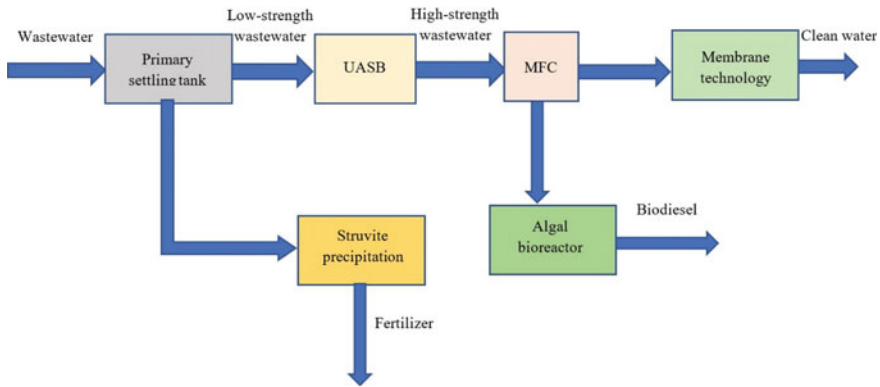 Wastewater
Primary
settling tank
Low-strength
wastewater
UASB
High-strength
wastewater
MFC
Membrane
technology
Clean water
Struvite
precipitation
Fertilizer
Algal
bioreactor
Biodiesel